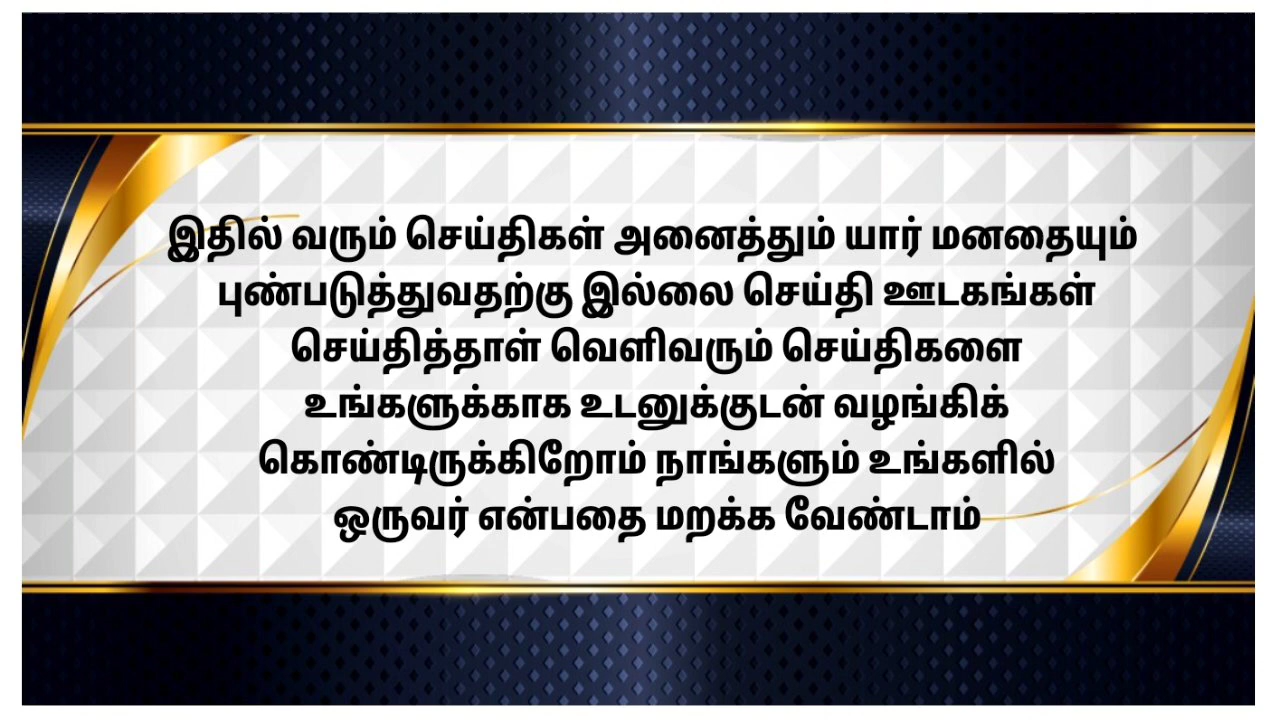 இதில் வரும் செய்திகள் அனைத்தும் யார் மனதையும்
புண்படுத்துவதற்கு இல்லை செய்தி ஊடகங்கள்
செய்தித்தாள் வெளிவரும் செய்திகளை
உங்களுக்காக உடனுக்குடன் வழங்கிக்
கொண்டிருக்கிறோம் நாங்களும் உங்களில்
ஒருவர் என்பதை மறக்க வேண்டாம்